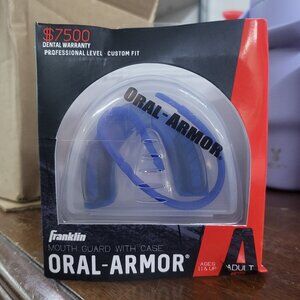 $7500
DENTAL WARRANTY
PROFESSIONAL LEVEL CUSTOM FIT
ORAL-ARMOR®
Franklin
MOUTH GUARD WITH CASE
ORAL-ARMOR®
AGES
11 & UP
A
ADULT